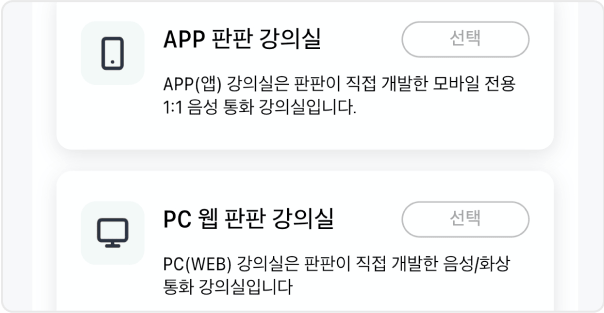 APP 판판 강의실
선택
APP(앱) 강의실은 판판이 직접 개발한 모바일 전용
1:1 음성 통화 강의실입니다.
PC 웹 판판 강의실
선택
PC(WEB) 강의실은 판판이 직접 개발한 음성/화상
통화 강의실입니다